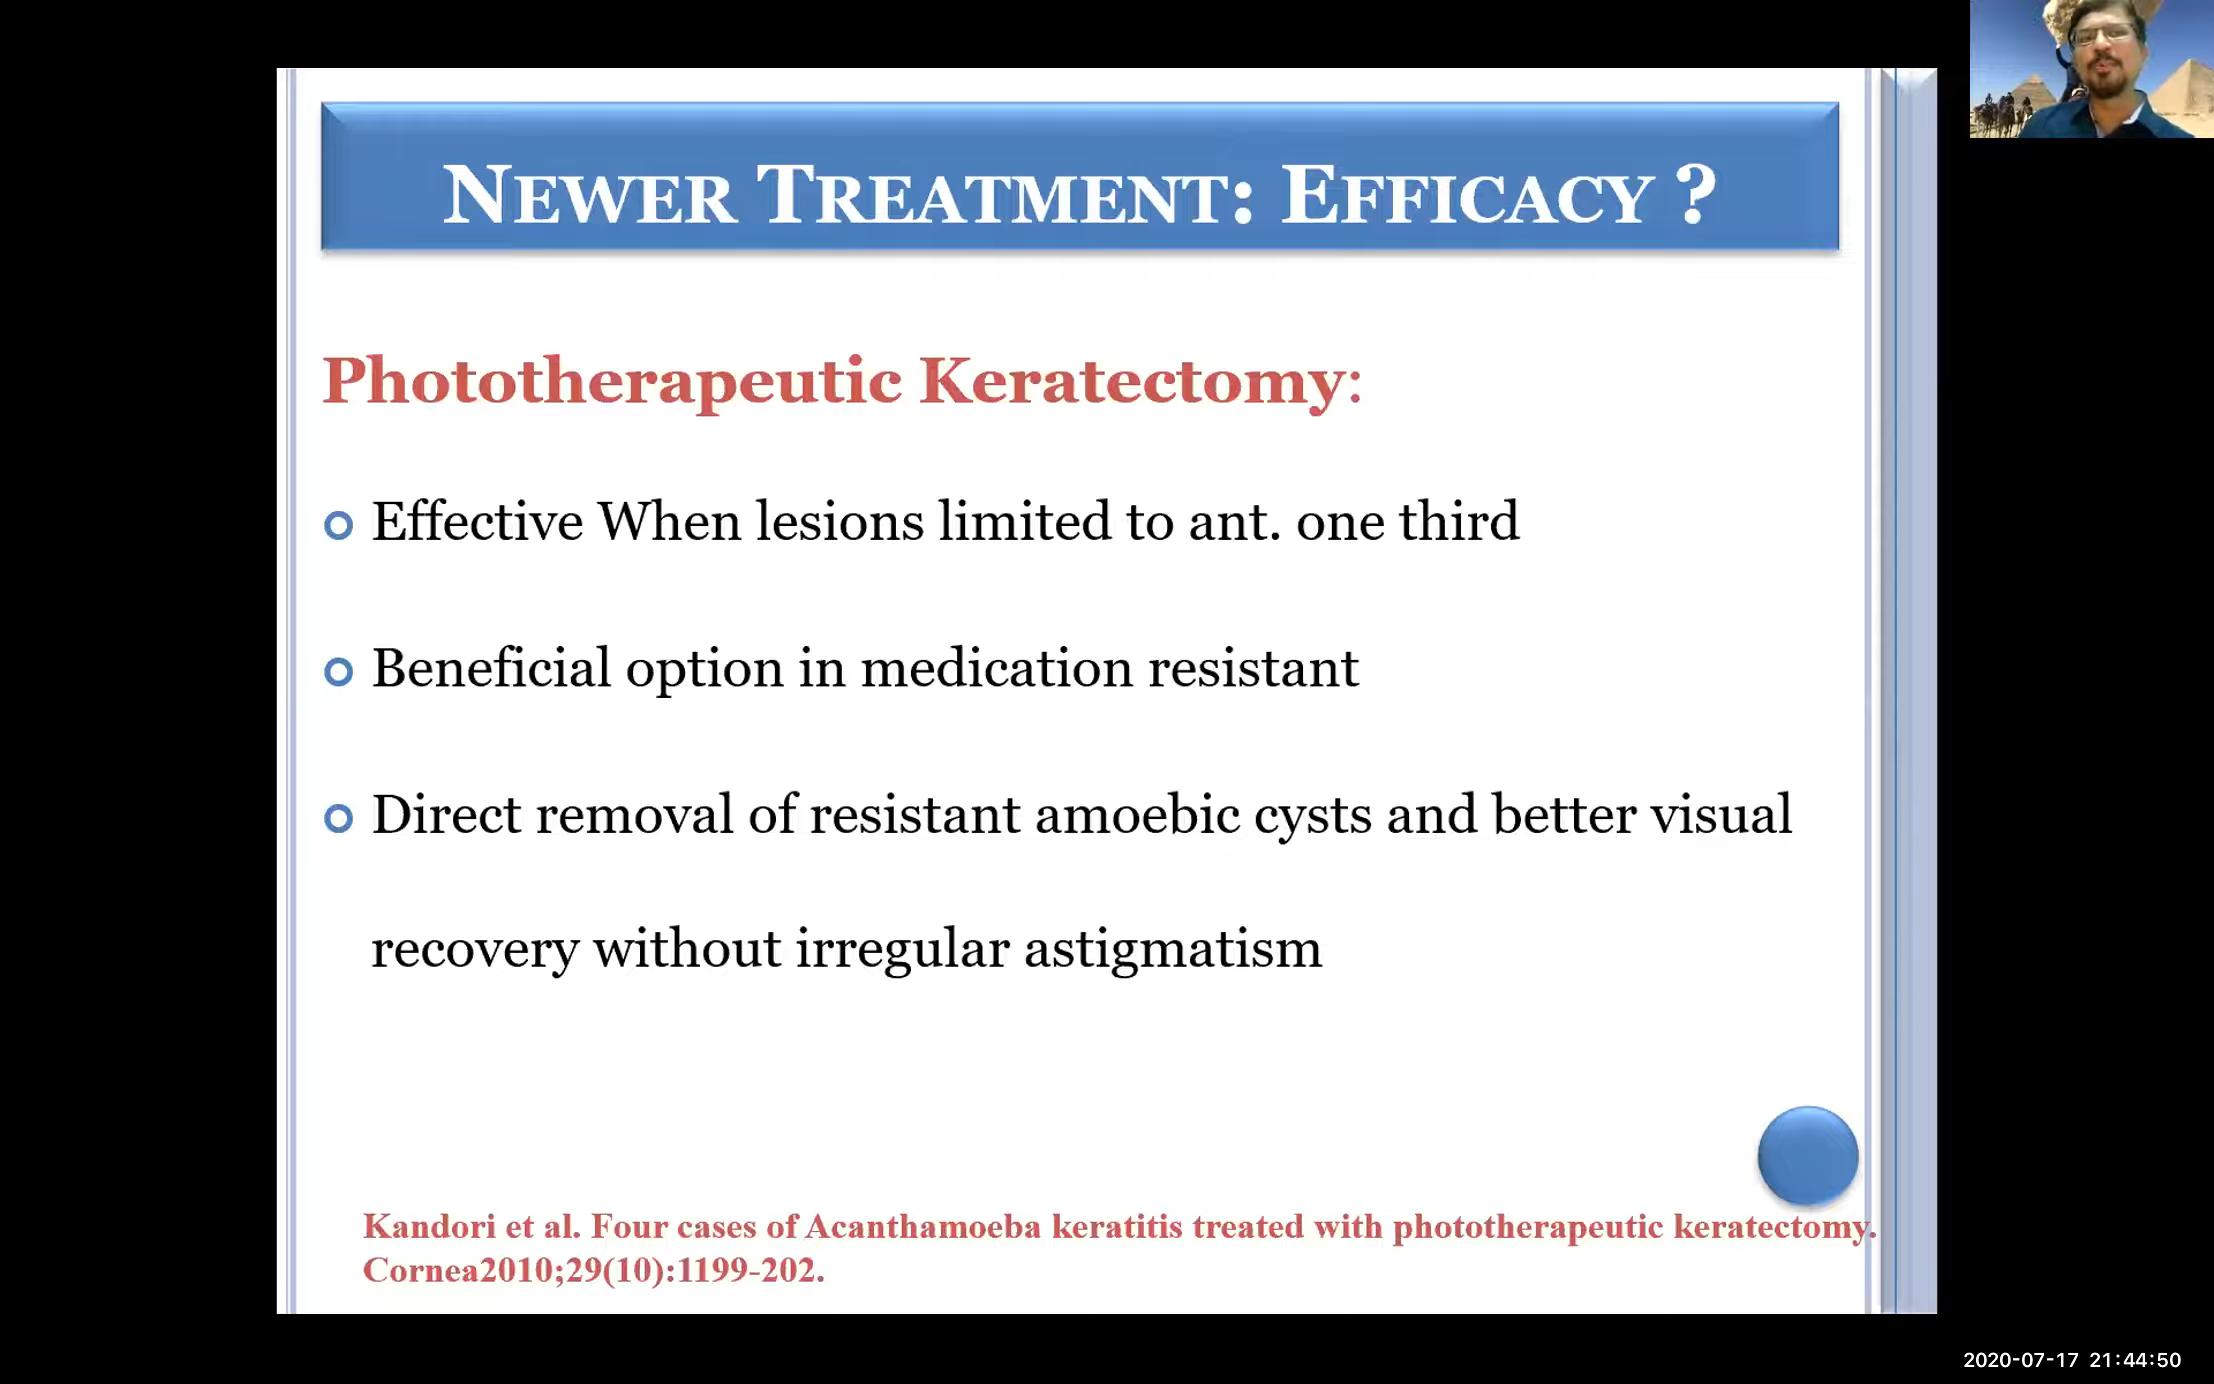 NEWER TREATMENT: EFFICACY ?
Phototherapeutic Keratectomy:
Effective When lesions limited to ant. one third
Beneficial option in medication resistant
Direct removal of resistant amoebic cysts and better visual
recovery without irregular astigmatism
Kandori et al. Four cases of Acanthamoeba keratitis treated with phototherapeutic keratectomy.
Cornea2010;29(10):1199-202.
2020-07-17 21:44:50